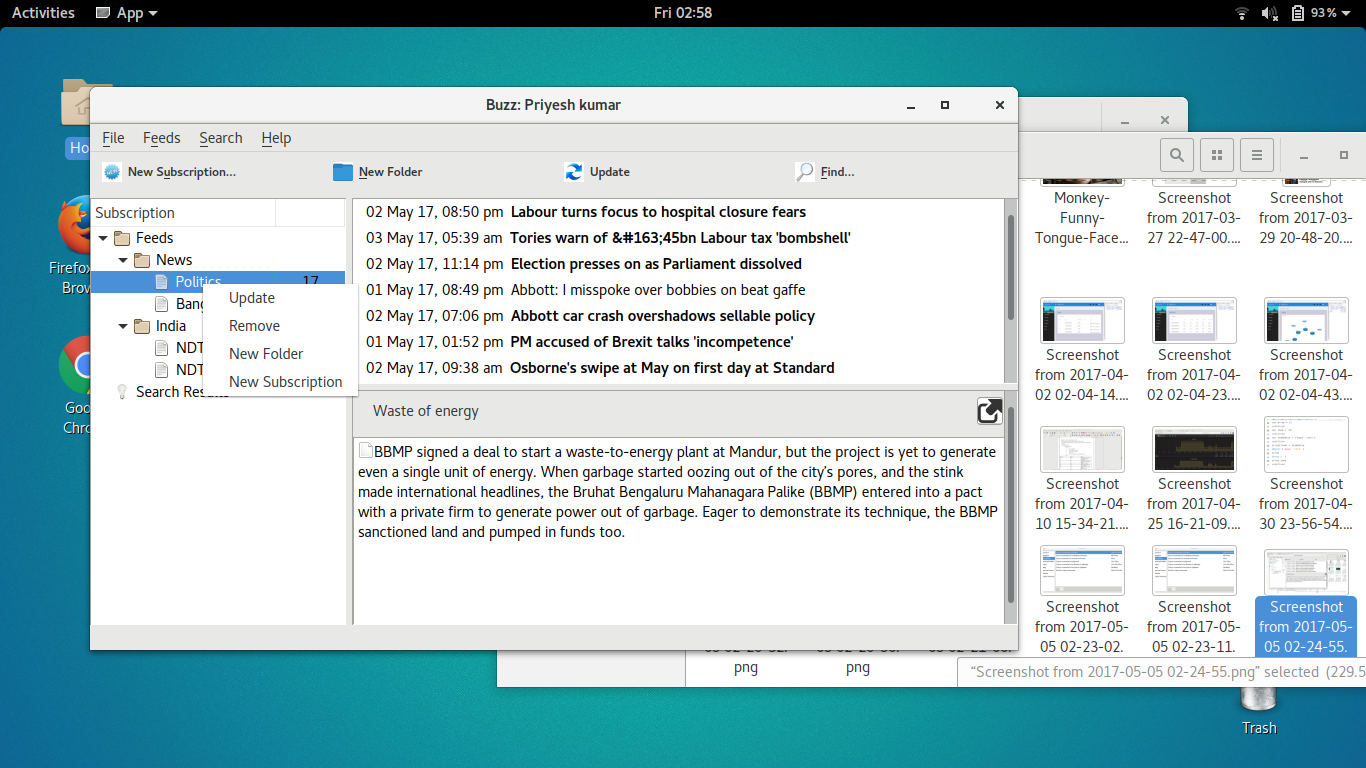 Activities App Fri 02:58 93%
Buzz: Priyesh kumar
File Feeds Search Help
New Subscription... New Folder Update Find...
Subscription
Feeds
News
Politics 17
Bang
India
NDT
NDT
Search Results
Update
Remove
New Folder
New Subscription
02 May 17, 08:50 pm Labour turns focus to hospital closure fears
03 May 17, 05:39 am Tories warn of &#163;45bn Labour tax 'bombshell'
02 May 17, 11:14 pm Election presses on as Parliament dissolved
01 May 17, 08:49 pm Abbott: I misspoke over bobbies on beat gaffe
02 May 17, 07:06 pm Abbott car crash overshadows sellable policy
01 May 17, 01:52 pm PM accused of Brexit talks 'incompetence'
02 May 17, 09:38 am Osborne's swipe at May on first day at Standard
Waste of energy
BBMP signed a deal to start a waste-to-energy plant at Mandur, but the project is yet to generate
even a single unit of energy. When garbage started oozing out of the city's pores, and the stink
made international headlines, the Bruhat Bengaluru Mahanagara Palike (BBMP) entered into a pact
with a private firm to generate power out of garbage. Eager to demonstrate its technique, the BBMP
sanctioned land and pumped in funds too.
Ho
Firefox
Brow
Goo
Chro
Monkey-
Funny-
Tongue-Face...
Screenshot
from 2017-03-
27 22-47-00....
Screenshot
from 2017-03-
29 20-48-20....
Screenshot
from 2017-04-
02 02-04-14....
Screenshot
from 2017-04-
02 02-04-23....
Screenshot
from 2017-04-
02 02-04-43....
Screenshot
from 2017-04-
10 15-34-21....
Screenshot
from 2017-04-
25 16-21-09....
Screenshot
from 2017-04-
30 23-56-54....
Screenshot
from 2017-05-
05 02-23-02.
Screenshot
from 2017-05-
05 02-23-11.
Screenshot
from 2017-05-
05 02-24-55.
png
png
"Screenshot from 2017-05-05 02-24-55.png" selected (229.5
Trash